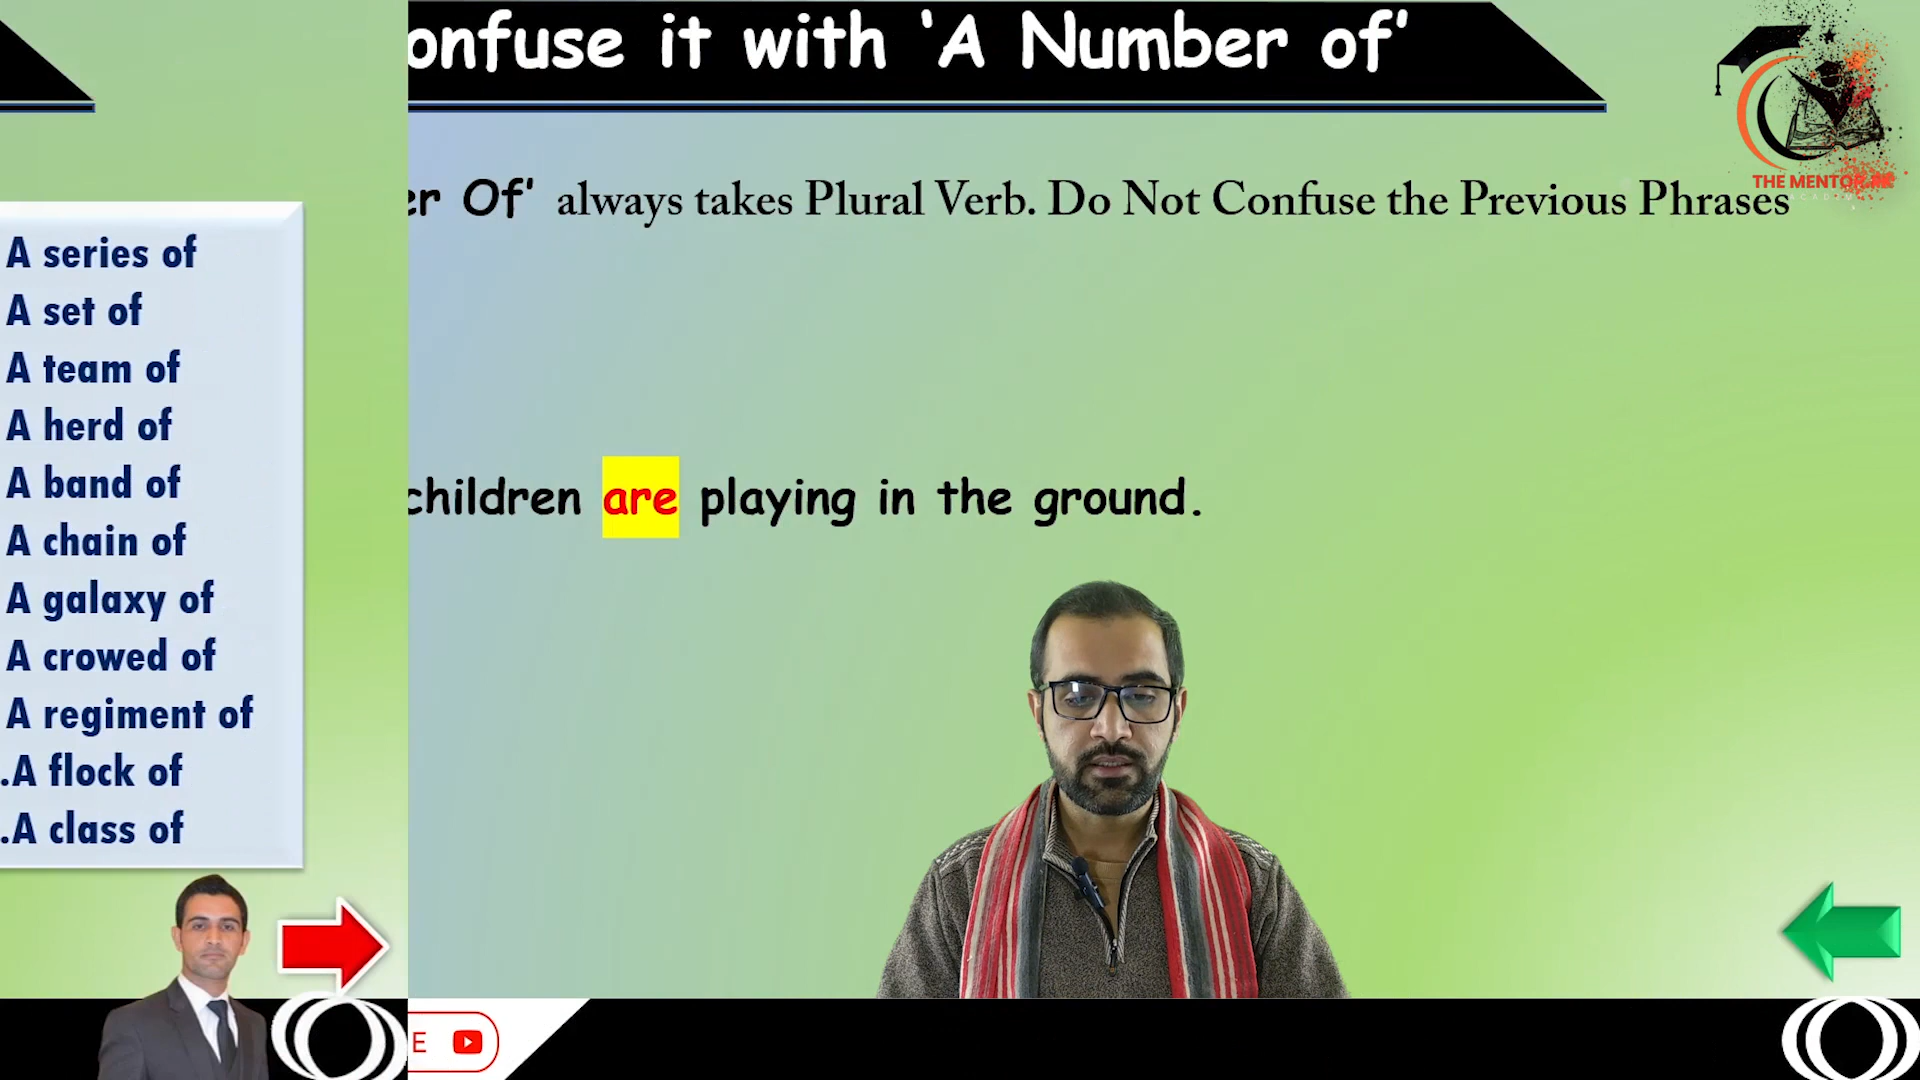 onfuse it with ‘A Number of’
THE MENTOR.PK
er Of’ always takes Plural Verb. Do Not Confuse the Previous Phrases
A series of
A set of
A team of
A herd of
A band of
A chain of
A galaxy of
A crowed of
A regiment of
.A flock of
.A class of
children are playing in the ground.
E